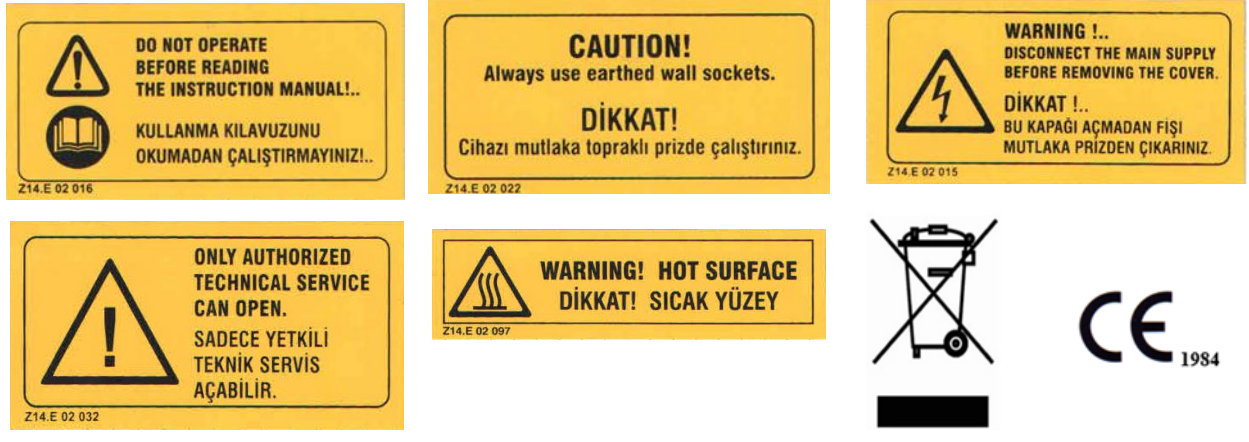 DO NOT OPERATE
BEFORE READING
THE INSTRUCTION MANUAL!..
KULLANMA KILAVUZUNU
OKUMADAN ÇALIŞTIRMAYINIZ!..
Z14.E 02 016
CAUTION!
Always use earthed wall sockets.
DİKKAT!
Cihazı mutlaka topraklı prizde çalıştırınız.
Z14.E 02 022
WARNING !..
DISCONNECT THE MAIN SUPPLY
BEFORE REMOVING THE COVER.
DİKKAT !..
BU KAPAĞI AÇMADAN FİŞİ
MUTLAKA PRİZDEN ÇIKARINIZ.
Z14.E 02 015
ONLY AUTHORIZED
TECHNICAL SERVICE
CAN OPEN.
SADECE YETKİLİ
TEKNİK SERVİS
AÇABİLİR.
Z14.E 02 032
WARNING! HOT SURFACE
DİKKAT! SICAK YÜZEY
Z14.E 02 097
CE 1984